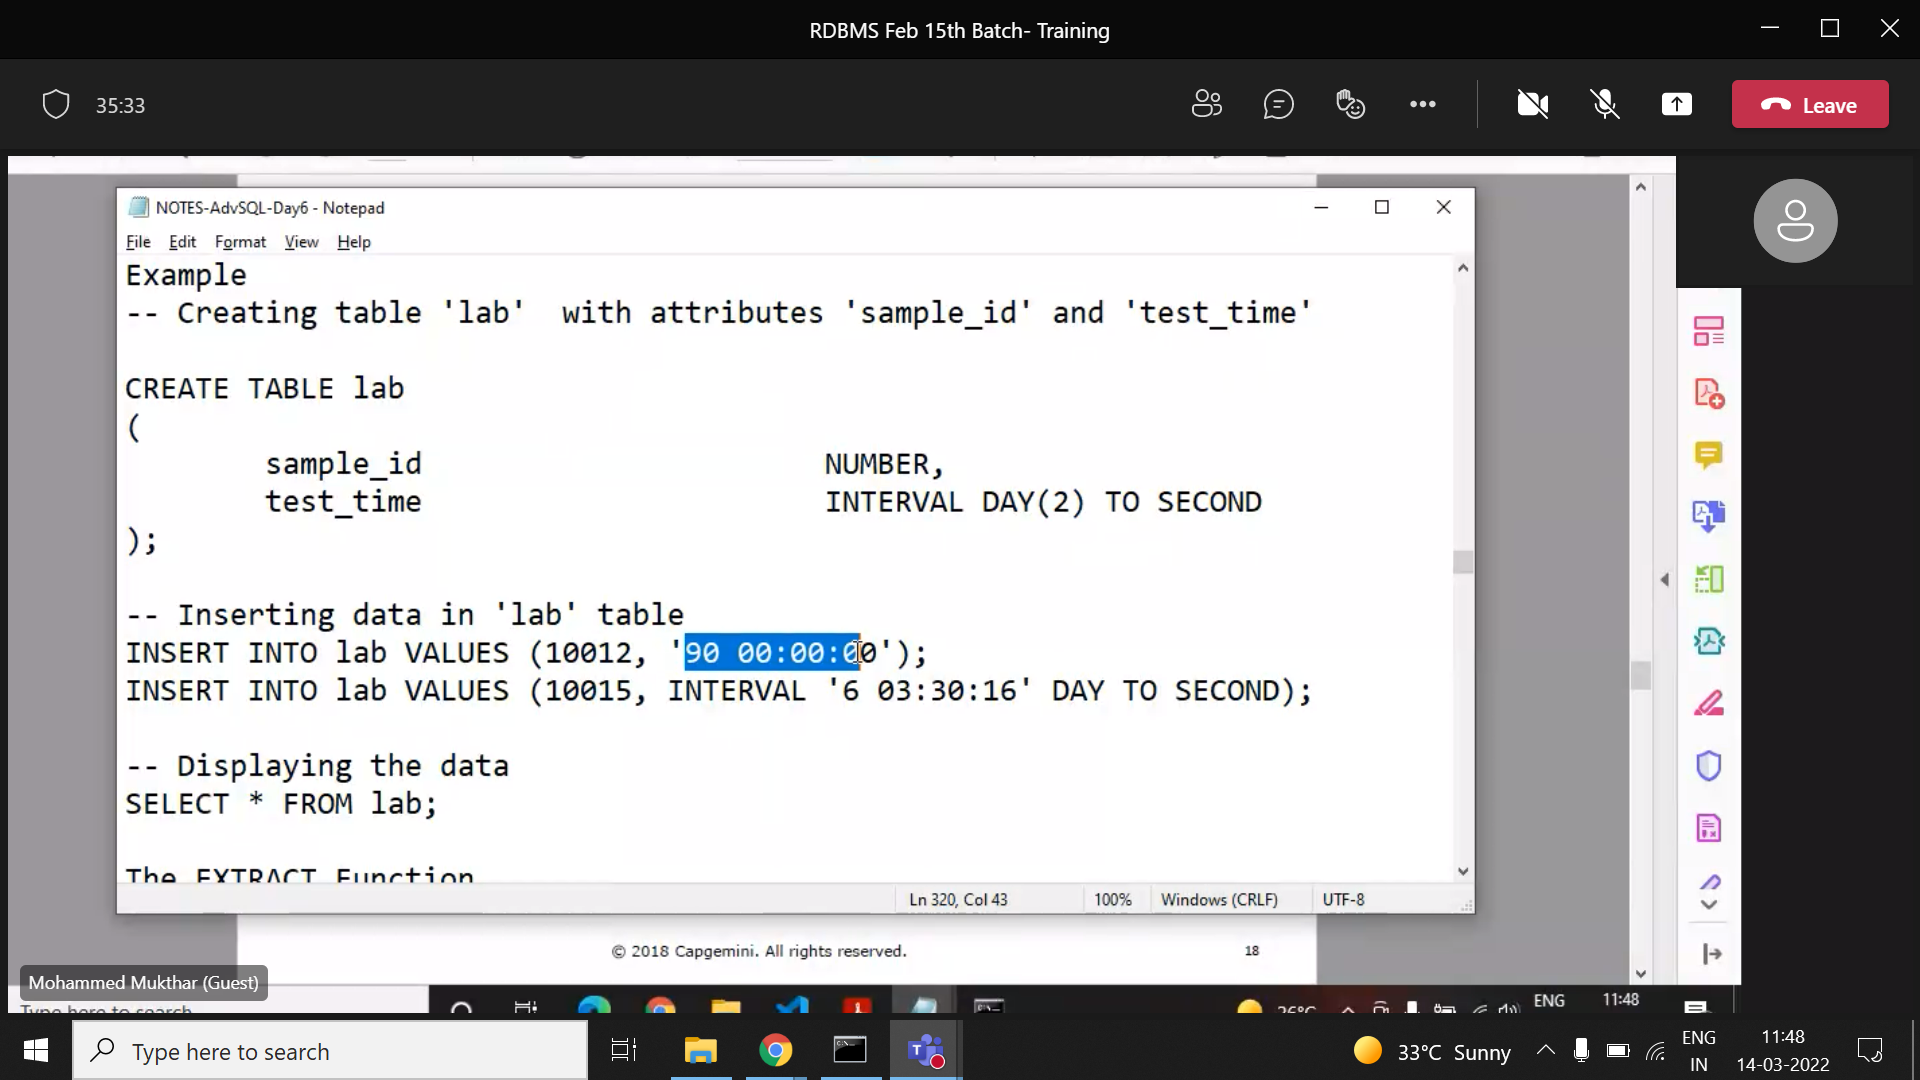 RDBMS Feb 15th Batch- Training
35:33
Leave
NOTES-AdvSQL-Day6 - Notepad
File Edit Format View Help
Example
-- Creating table 'lab'  with attributes 'sample_id' and 'test_time'
CREATE TABLE lab
(
sample_id NUMBER,
test_time INTERVAL DAY(2) TO SECOND
);
-- Inserting data in 'lab' table
INSERT INTO lab VALUES (10012, '90 00:00:00');
INSERT INTO lab VALUES (10015, INTERVAL '6 03:30:16' DAY TO SECOND);
-- Displaying the data
SELECT * FROM lab;
The EXTRACT Function
Ln 320, Col 43 100% Windows (CRLF) UTF-8
© 2018 Capgemini. All rights reserved. 18
Mohammed Mukthar (Guest)
Type here to search
26°C ENG 11:48
Type here to search
33°C Sunny
ENG
IN
11:48
14-03-2022